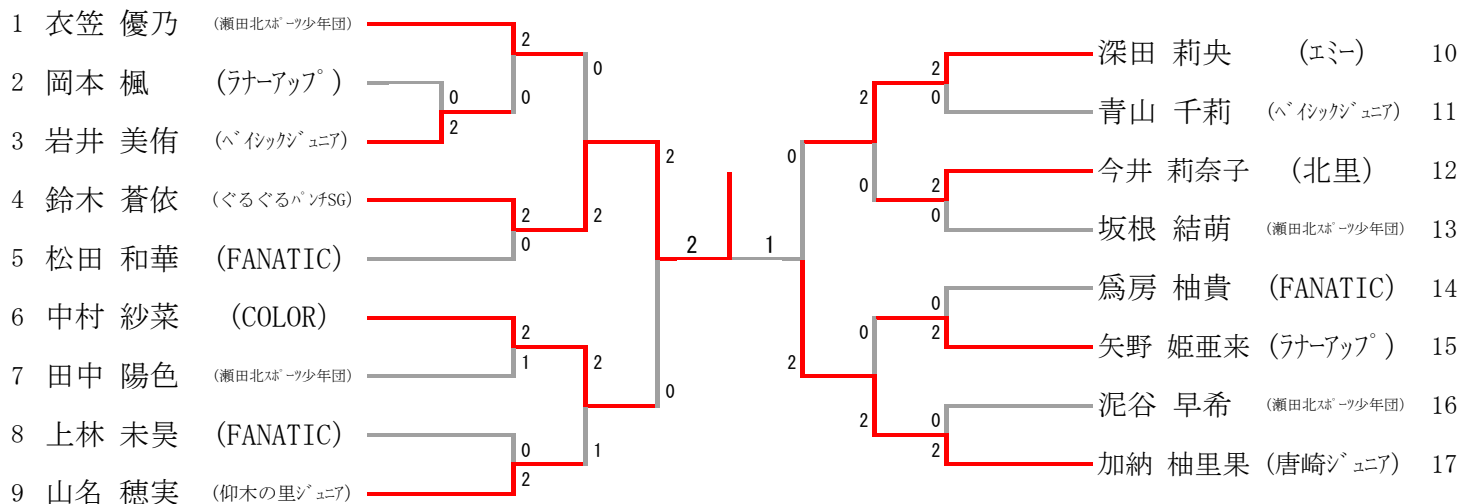 1 衣笠 優乃 (瀬田北スポーツ少年団)
2 岡本 楓 (ラナーアップ)
3 岩井 美侑 (ベイシックジュニア)
4 鈴木 蒼依 (ぐるぐるパンチSG)
5 松田 和華 (FANATIC)
6 中村 紗菜 (COLOR)
7 田中 陽色 (瀬田北スポーツ少年団)
8 上林 未昊 (FANATIC)
9 山名 穂実 (仰木の里ジュニア)
2
0
0
2
0
2
0
2
2
1
0
2
2
1
2
0
2
1
0
2
2
0
0
2
2
0
2
0
0
2
0
2
深田 莉央 (エミー) 10
青山 千莉 (ベイシックジュニア) 11
今井 莉奈子 (北里) 12
坂根 結萌 (瀬田北スポーツ少年団) 13
爲房 柚貴 (FANATIC) 14
矢野 姫亜来 (ラナーアップ) 15
泥谷 早希 (瀬田北スポーツ少年団) 16
加納 柚里果 (唐崎ジュニア) 17